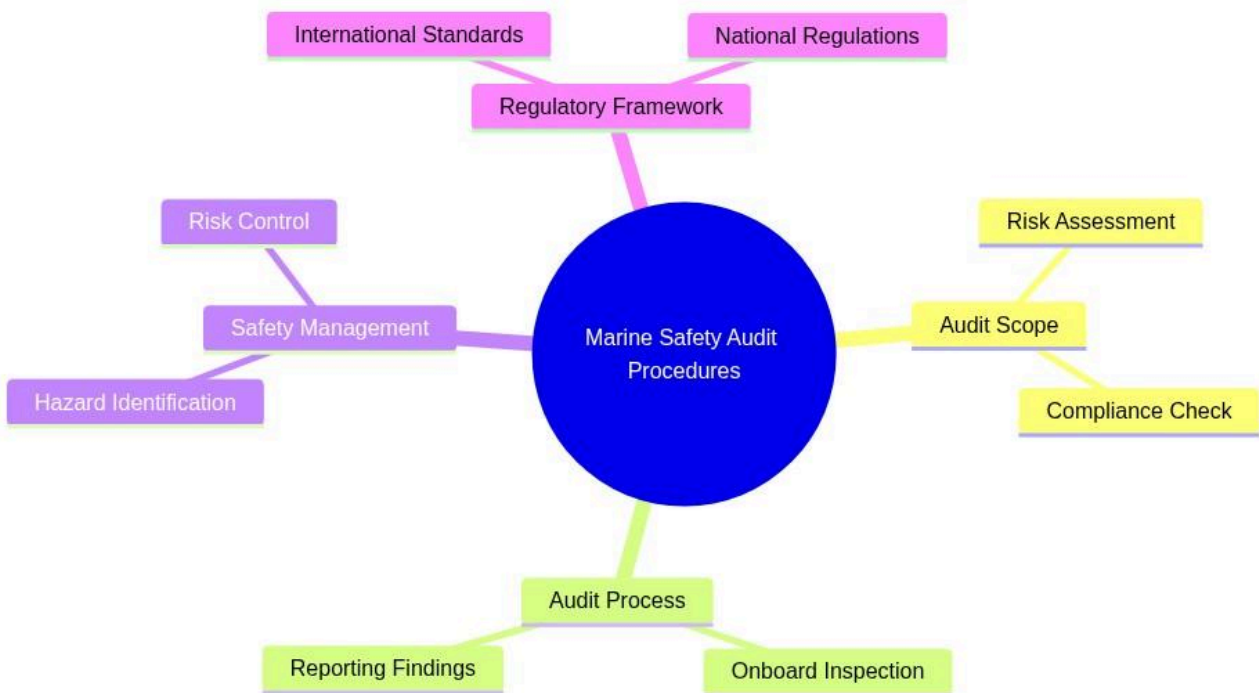 International Standards
National Regulations
Regulatory Framework
Risk Control
Risk Assessment
Safety Management
Audit Scope
Marine Safety Audit
Procedures
Hazard Identification
Compliance Check
Audit Process
Reporting Findings
Onboard Inspection